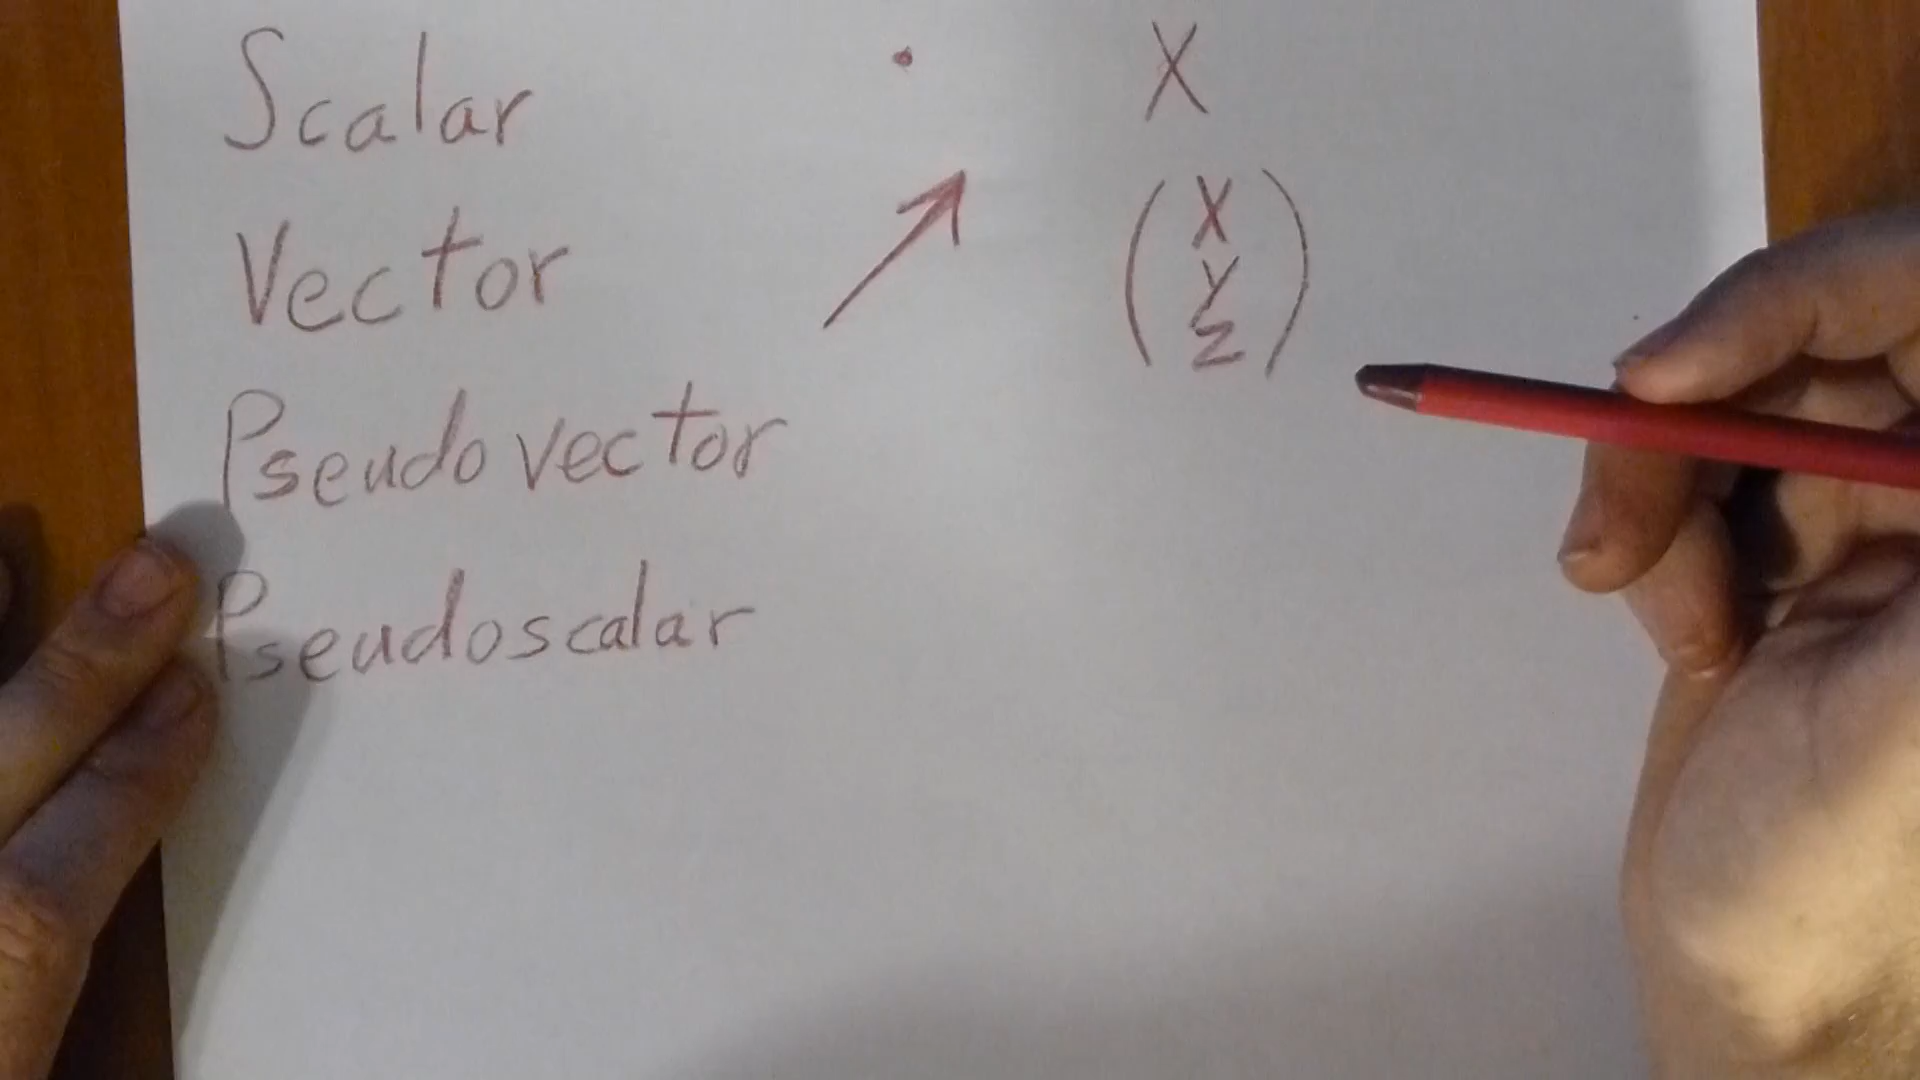 Scalar X
Vector ( X
Y
Z )
Pseudovector
Pseudoscalar